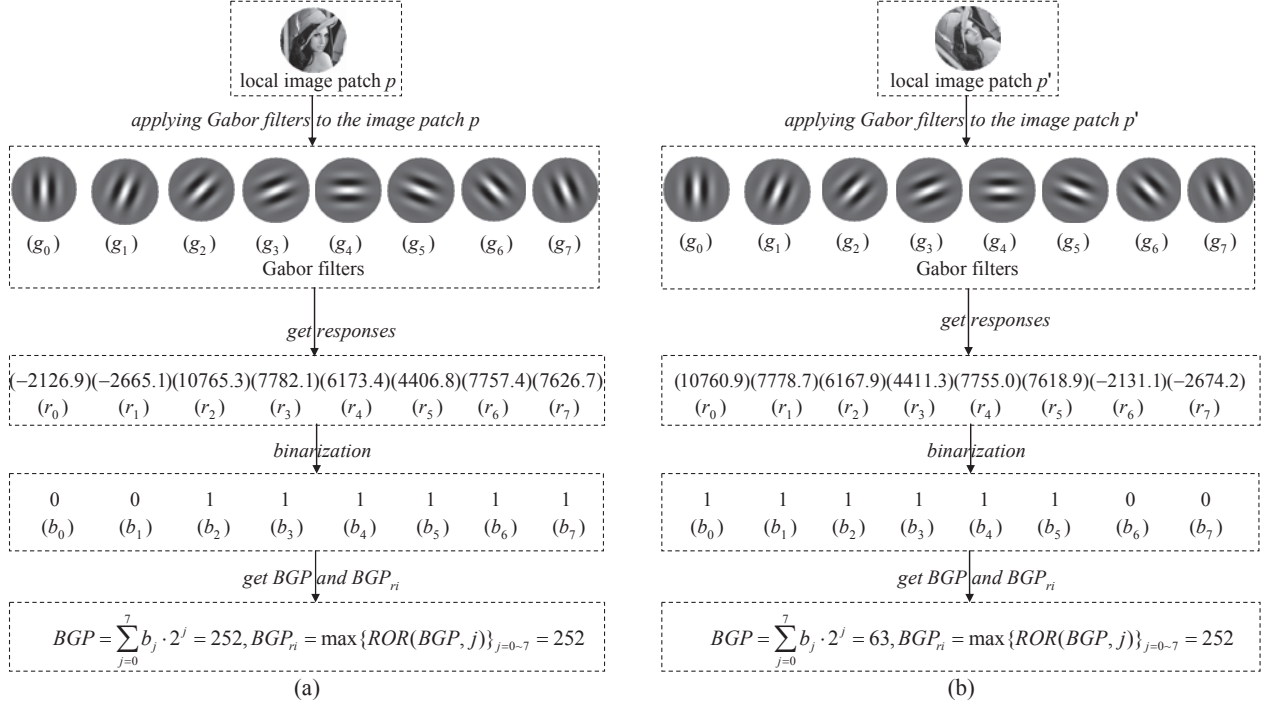 local image patch p
applying Gabor filters to the image patch p
(g0) (g1) (g2) (g3) (g4) (g5) (g6) (g7)
Gabor filters
get responses
(−2126.9)(−2665.1)(10765.3)(7782.1)(6173.4)(4406.8)(7757.4)(7626.7)
(r0) (r1) (r2) (r3) (r4) (r5) (r6) (r7)
binarization
0 0 1 1 1 1 1 1
(b0) (b1) (b2) (b3) (b4) (b5) (b6) (b7)
get BGP and BGPri
BGP = ∑_{j=0}^{7} b_j · 2^j = 252, BGPri = max{ROR(BGP, j)}_{j=0~7} = 252
(a)
local image patch p'
applying Gabor filters to the image patch p'
(g0) (g1) (g2) (g3) (g4) (g5) (g6) (g7)
Gabor filters
get responses
(10760.9)(7778.7)(6167.9)(4411.3)(7755.0)(7618.9)(−2131.1)(−2674.2)
(r0) (r1) (r2) (r3) (r4) (r5) (r6) (r7)
binarization
1 1 1 1 1 1 0 0
(b0) (b1) (b2) (b3) (b4) (b5) (b6) (b7)
get BGP and BGPri
BGP = ∑_{j=0}^{7} b_j · 2^j = 63, BGPri = max{ROR(BGP, j)}_{j=0~7} = 252
(b)